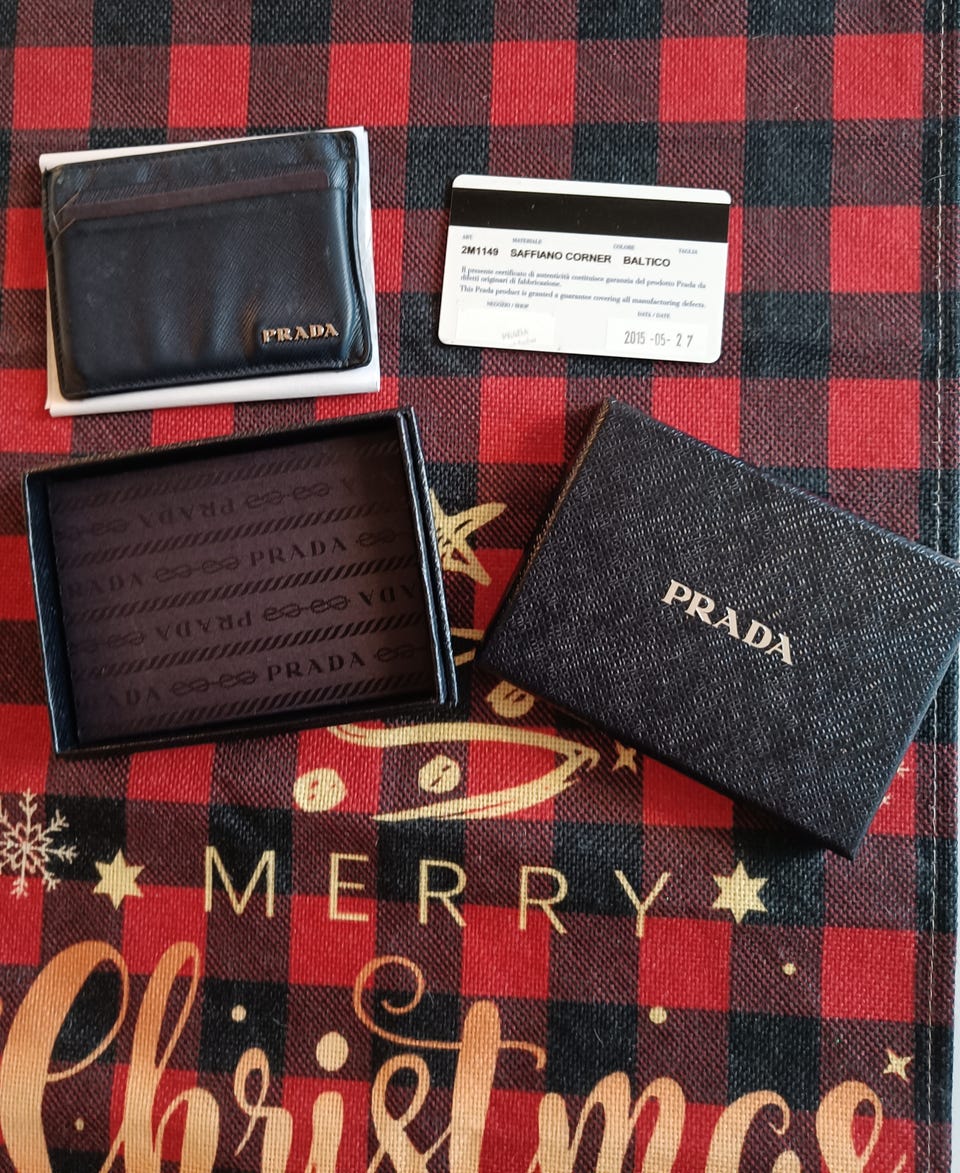 PRADA
ART. MATERIALE COLORE TAGLIA
2M1149 SAFFIANO CORNER BALTICO
Il presente certificato di autenticità costituisce garanzia del prodotto Prada da
difetti originari di fabbricazione.
This Prada product is granted a guarantee covering all manufacturing defects.
NEGOZIO / SHOP DATA / DATE
PRADA
2015 -05- 27
PRADA
PRADA PRADA
PRADA
PRADA
PRADA
MERRY
Christmas